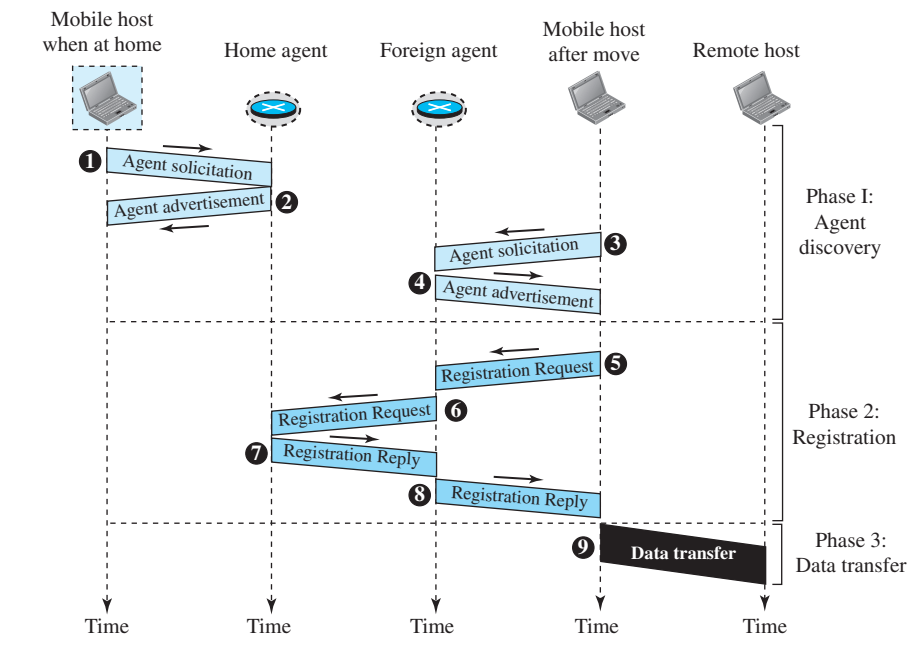 Mobile host
when at home
Home agent
Foreign agent
Mobile host
after move
Remote host
1
Agent solicitation
Agent advertisement
2
Agent solicitation
3
4
Agent advertisement
Phase I:
Agent
discovery
Registration Request
5
Registration Request
6
7
Registration Reply
8
Registration Reply
Phase 2:
Registration
9
Data transfer
Phase 3:
Data transfer
Time
Time
Time
Time
Time